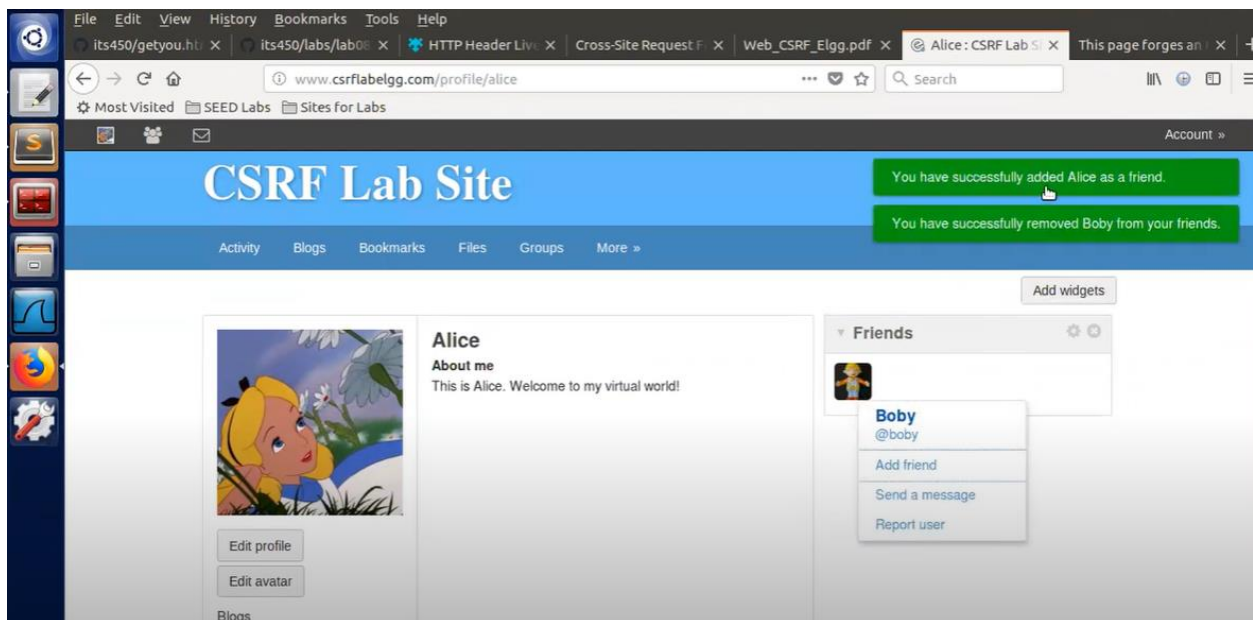 File Edit View History Bookmarks Tools Help
its450/getyou.ht its450/labs/lab08 HTTP Header Live Cross-Site Request F Web_CSRF_Elgg.pdf Alice : CSRF Lab Si This page forges an
www.csrflabelgg.com/profile/alice Search
Most Visited SEED Labs Sites for Labs
Account »
CSRF Lab Site
You have successfully added Alice as a friend.
You have successfully removed Boby from your friends.
Activity Blogs Bookmarks Files Groups More »
Add widgets
Alice
About me
This is Alice. Welcome to my virtual world!
Friends
Boby
@boby
Add friend
Send a message
Report user
Edit profile
Edit avatar
Blogs